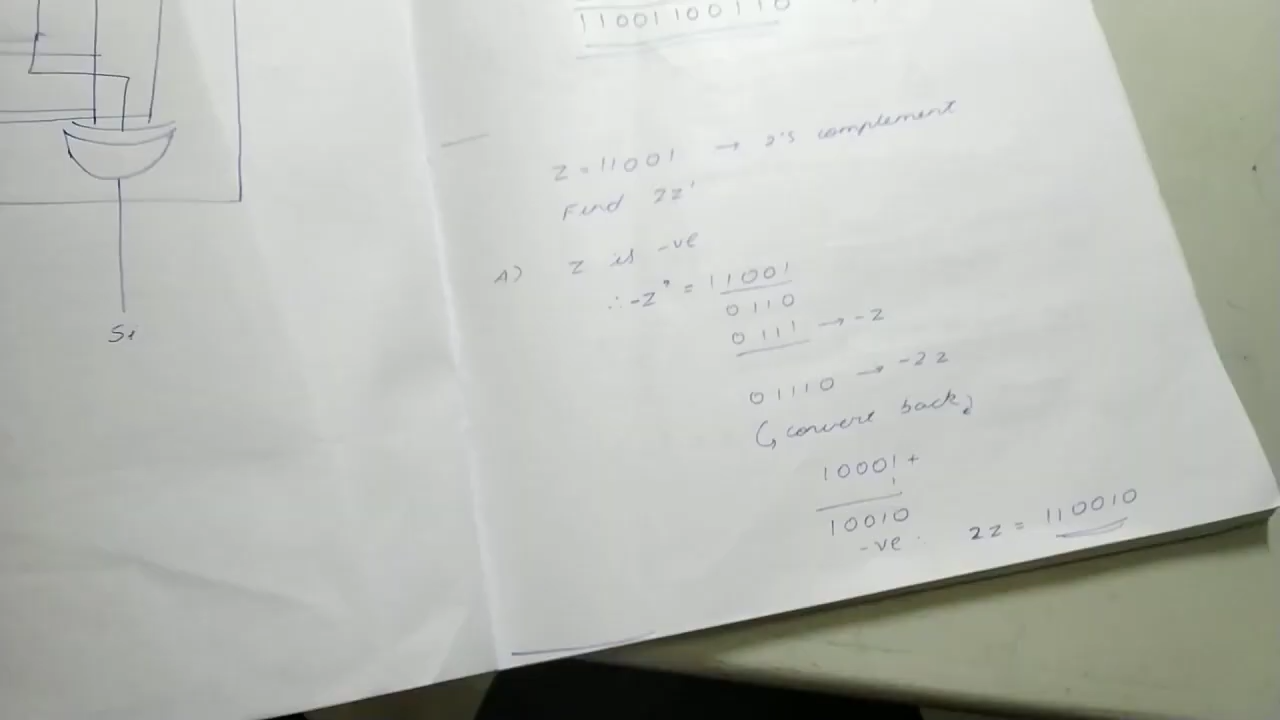 Si
11001100110
Z = 11001 → 2's complement
Find 2z'
A) Z is -ve
∴ -Z' = 11001
0110
0111 → -Z
01110 → -2z
(↳ convert back)
10001 +
1
10010
-ve.
2z = 110010